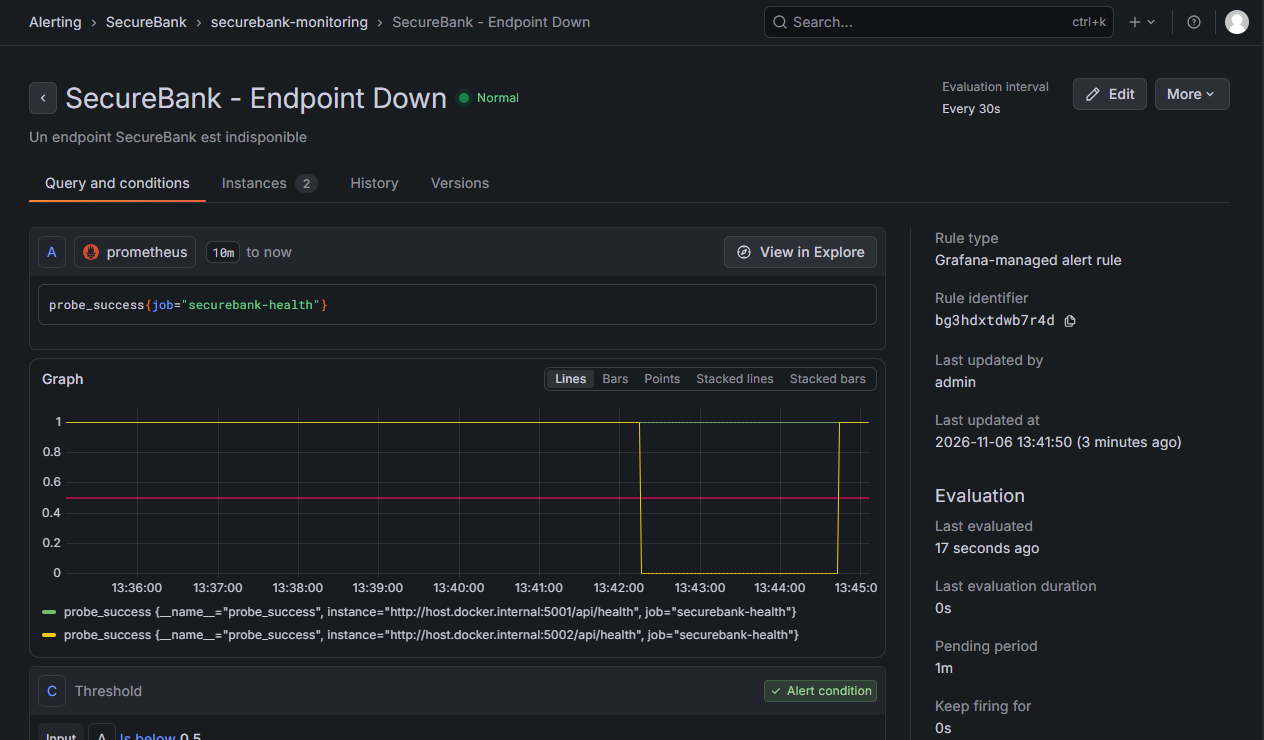 Alerting › SecureBank › securebank-monitoring › SecureBank - Endpoint Down Search... ctrl+k
SecureBank - Endpoint Down Normal
Evaluation interval
Every 30s
Edit More
Un endpoint SecureBank est indisponible
Query and conditions Instances 2 History Versions
A prometheus 10m to now View in Explore
probe_success{job="securebank-health"}
Graph Lines Bars Points Stacked lines Stacked bars
1
0.8
0.6
0.4
0.2
0
13:36:00 13:37:00 13:38:00 13:39:00 13:40:00 13:41:00 13:42:00 13:43:00 13:44:00 13:45:0
probe_success {__name__="probe_success", instance="http://host.docker.internal:5001/api/health", job="securebank-health"}
probe_success {__name__="probe_success", instance="http://host.docker.internal:5002/api/health", job="securebank-health"}
C Threshold Alert condition
Input A Is below 0.5
Rule type
Grafana-managed alert rule
Rule identifier
bg3hdxtdwb7r4d
Last updated by
admin
Last updated at
2026-11-06 13:41:50 (3 minutes ago)
Evaluation
Last evaluated
17 seconds ago
Last evaluation duration
0s
Pending period
1m
Keep firing for
0s